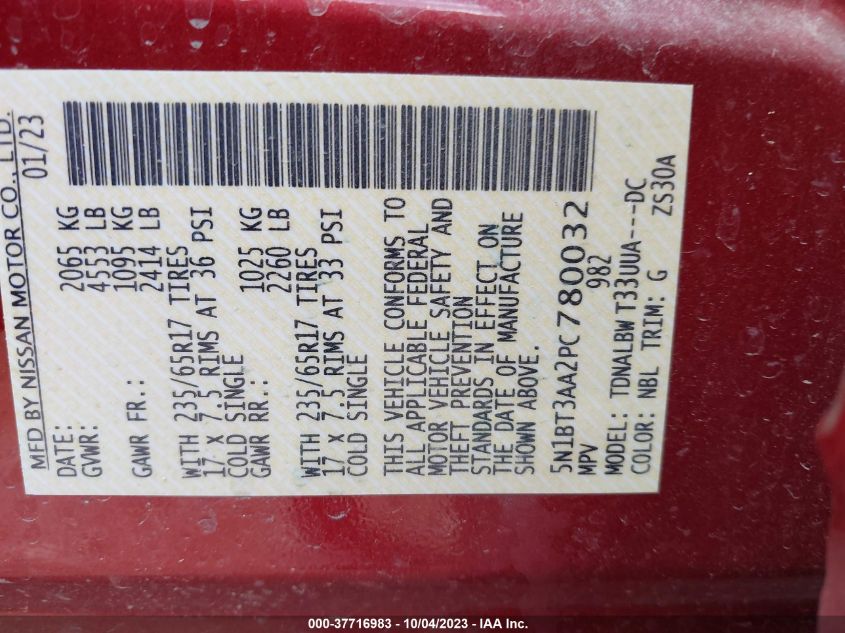 MFD BY NISSAN MOTOR CO., LTD.
DATE: 01/23
GVWR: 2065 KG
4553 LB
GAWR FR.: 1095 KG
2414 LB
WITH 235/65R17 TIRES
17 X 7.5 RIMS AT 36 PSI
COLD SINGLE
GAWR RR.: 1025 KG
2260 LB
WITH 235/65R17 TIRES
17 X 7.5 RIMS AT 33 PSI
COLD SINGLE
THIS VEHICLE CONFORMS TO
ALL APPLICABLE FEDERAL
MOTOR VEHICLE SAFETY AND
THEFT PREVENTION
STANDARDS IN EFFECT ON
THE DATE OF MANUFACTURE
SHOWN ABOVE.
5N1BT3AA2PC780032
MPV 982
MODEL: TDNALBW T33UUA----DC
COLOR: NBL TRIM: G ZS30A
000-37716983 - 10/04/2023 - IAA Inc.